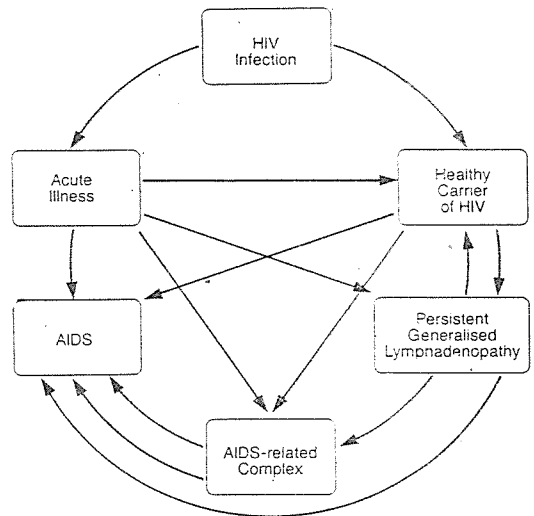 HIV
Infection
Acute
Illness
Healthy
Carrier
of HIV
AIDS
Persistent
Generalised
Lympnadenopathy
AIDS-related
Complex